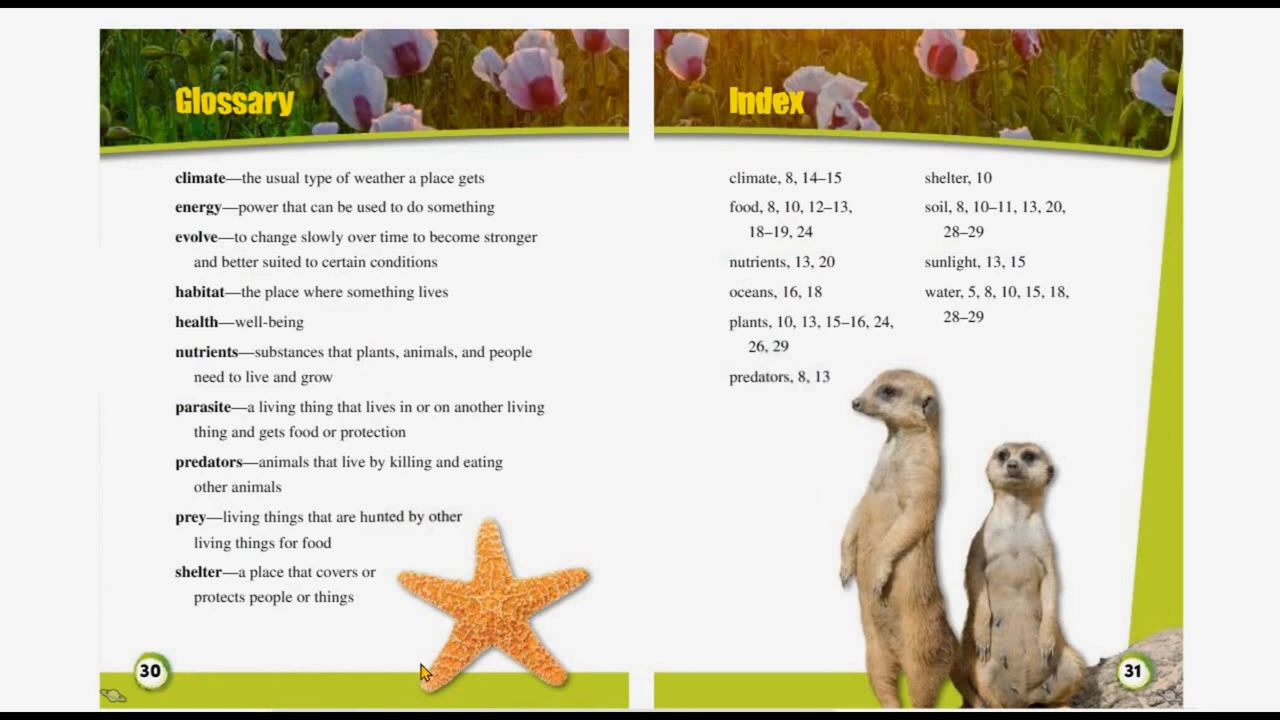 Glossary
climate—the usual type of weather a place gets
energy—power that can be used to do something
evolve—to change slowly over time to become stronger
and better suited to certain conditions
habitat—the place where something lives
health—well-being
nutrients—substances that plants, animals, and people
need to live and grow
parasite—a living thing that lives in or on another living
thing and gets food or protection
predators—animals that live by killing and eating
other animals
prey—living things that are hunted by other
living things for food
shelter—a place that covers or
protects people or things
30
Index
climate, 8, 14–15
food, 8, 10, 12–13,
18–19, 24
nutrients, 13, 20
oceans, 16, 18
plants, 10, 13, 15–16, 24,
26, 29
predators, 8, 13
shelter, 10
soil, 8, 10–11, 13, 20,
28–29
sunlight, 13, 15
water, 5, 8, 10, 15, 18,
28–29
31